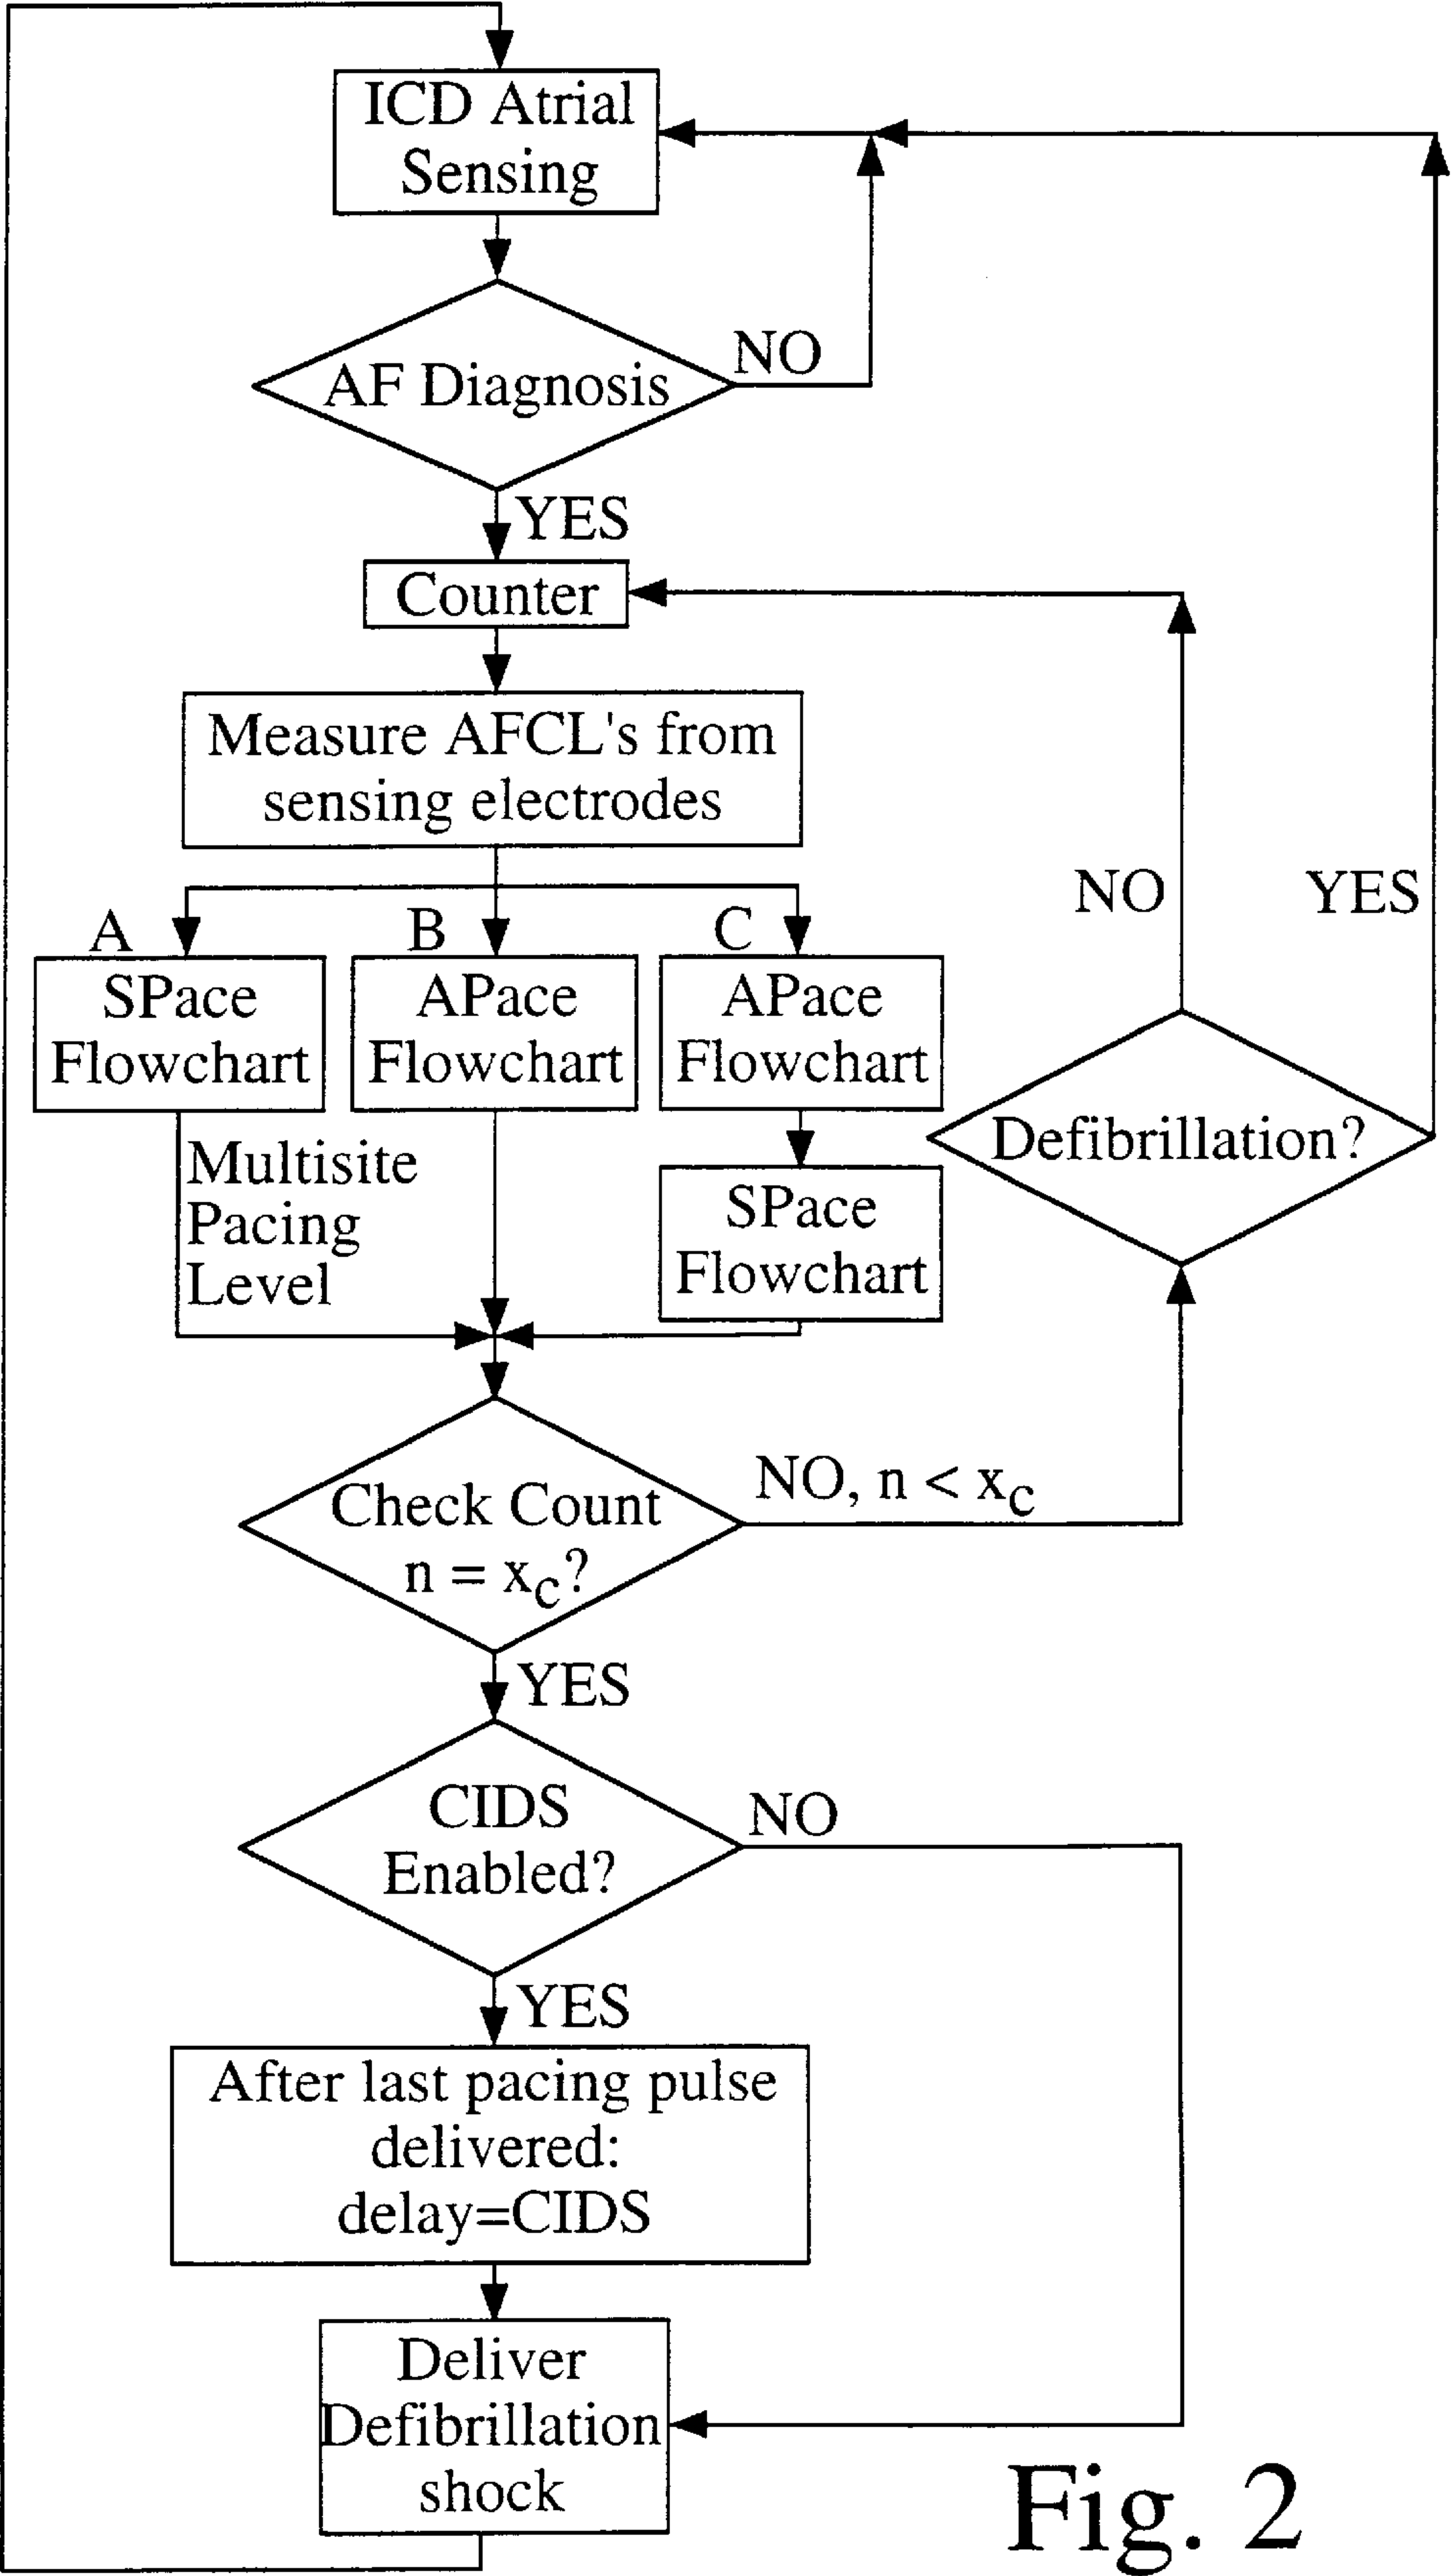 ICD Atrial
Sensing
NO
AF Diagnosis
YES
Counter
Measure AFCL's from
sensing electrodes
NO
YES
A
B
C
SPace
Flowchart
APace
Flowchart
APace
Flowchart
Defibrillation?
Multisite
Pacing
Level
SPace
Flowchart
NO, n < x_C
Check Count
n = x_C?
YES
CIDS
Enabled?
NO
YES
After last pacing pulse
delivered:
delay=CIDS
Deliver
Defibrillation
shock
Fig. 2